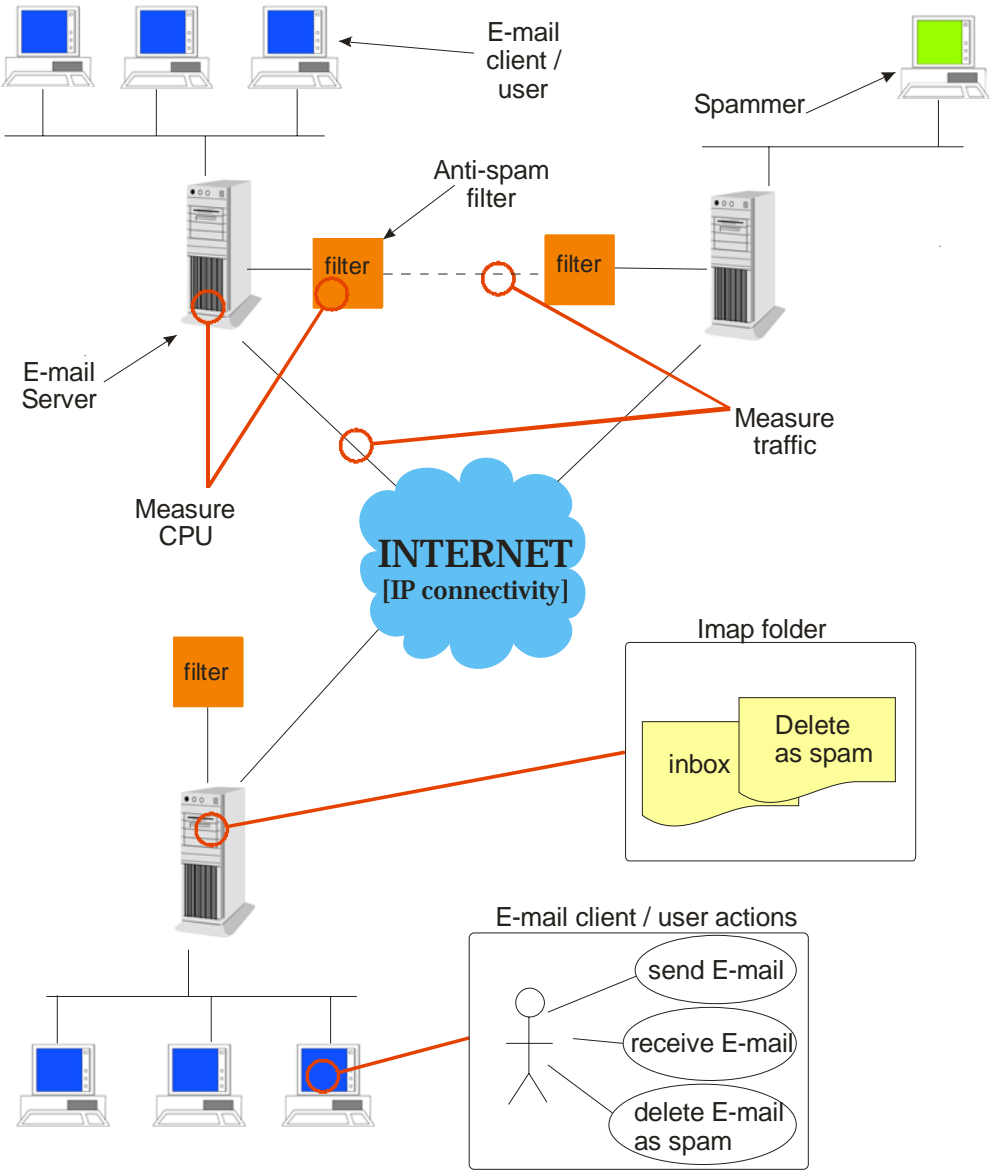 E-mail
client /
user
Spammer
Anti-spam
filter
filter
filter
E-mail
Server
Measure
traffic
Measure
CPU
INTERNET
[IP connectivity]
Imap folder
filter
Delete
as spam
inbox
E-mail client / user actions
send E-mail
receive E-mail
delete E-mail
as spam